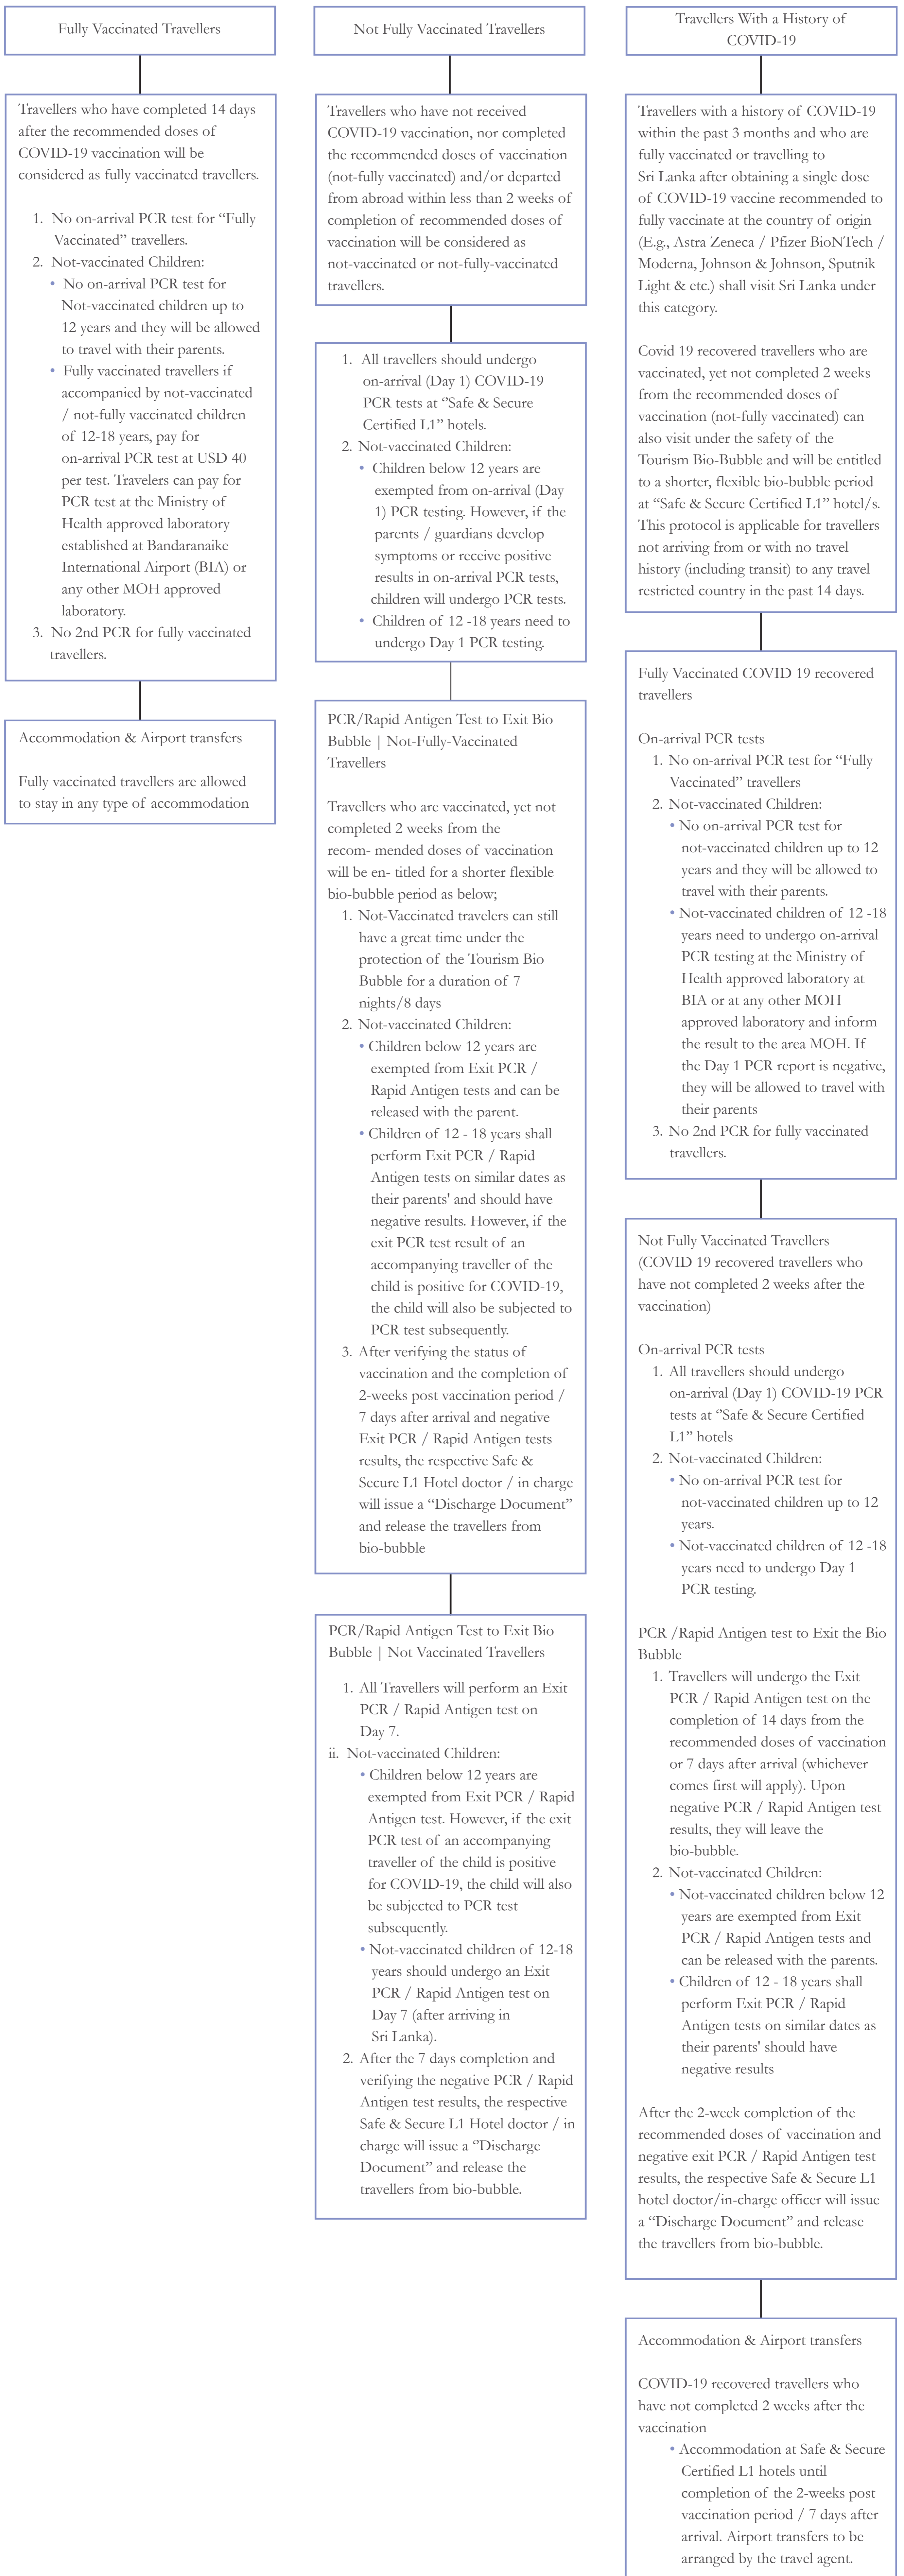 Fully Vaccinated Travellers
Travellers who have completed 14 days
after the recommended doses of
COVID-19 vaccination will be
considered as fully vaccinated travellers.
1. No on-arrival PCR test for “Fully
Vaccinated” travellers.
2. Not-vaccinated Children:
• No on-arrival PCR test for
Not-vaccinated children up to
12 years and they will be allowed
to travel with their parents.
• Fully vaccinated travellers if
accompanied by not-vaccinated
/ not-fully vaccinated children
of 12-18 years, pay for
on-arrival PCR test at USD 40
per test. Travelers can pay for
PCR test at the Ministry of
Health approved laboratory
established at Bandaranaike
International Airport (BIA) or
any other MOH approved
laboratory.
3. No 2nd PCR for fully vaccinated
travellers.
Accommodation & Airport transfers
Fully vaccinated travellers are allowed
to stay in any type of accommodation
Not Fully Vaccinated Travellers
Travellers who have not received
COVID-19 vaccination, nor completed
the recommended doses of vaccination
(not-fully vaccinated) and/or departed
from abroad within less than 2 weeks of
completion of recommended doses of
vaccination will be considered as
not-vaccinated or not-fully-vaccinated
travellers.
1. All travellers should undergo
on-arrival (Day 1) COVID-19
PCR tests at “Safe & Secure
Certified L1” hotels.
2. Not-vaccinated Children:
• Children below 12 years are
exempted from on-arrival (Day
1) PCR testing. However, if the
parents / guardians develop
symptoms or receive positive
results in on-arrival PCR tests,
children will undergo PCR tests.
• Children of 12 -18 years need to
undergo Day 1 PCR testing.
PCR/Rapid Antigen Test to Exit Bio
Bubble | Not-Fully-Vaccinated
Travellers
Travellers who are vaccinated, yet not
completed 2 weeks from the
recom- mended doses of vaccination
will be en- titled for a shorter flexible
bio-bubble period as below;
1. Not-Vaccinated travelers can still
have a great time under the
protection of the Tourism Bio
Bubble for a duration of 7
nights/8 days
2. Not-vaccinated Children:
• Children below 12 years are
exempted from Exit PCR /
Rapid Antigen tests and can be
released with the parent.
• Children of 12 - 18 years shall
perform Exit PCR / Rapid
Antigen tests on similar dates as
their parents' and should have
negative results. However, if the
exit PCR test result of an
accompanying traveller of the
child is positive for COVID-19,
the child will also be subjected to
PCR test subsequently.
3. After verifying the status of
vaccination and the completion of
2-weeks post vaccination period /
7 days after arrival and negative
Exit PCR / Rapid Antigen tests
results, the respective Safe &
Secure L1 Hotel doctor / in charge
will issue a “Discharge Document”
and release the travellers from
bio-bubble
PCR/Rapid Antigen Test to Exit Bio
Bubble | Not Vaccinated Travellers
1. All Travellers will perform an Exit
PCR / Rapid Antigen test on
Day 7.
ii. Not-vaccinated Children:
• Children below 12 years are
exempted from Exit PCR / Rapid
Antigen test. However, if the exit
PCR test of an accompanying
traveller of the child is positive
for COVID-19, the child will also
be subjected to PCR test
subsequently.
• Not-vaccinated children of 12-18
years should undergo an Exit
PCR / Rapid Antigen test on
Day 7 (after arriving in
Sri Lanka).
2. After the 7 days completion and
verifying the negative PCR / Rapid
Antigen test results, the respective
Safe & Secure L1 Hotel doctor / in
charge will issue a “Discharge
Document” and release the
travellers from bio-bubble.
Travellers With a History of
COVID-19
Travellers with a history of COVID-19
within the past 3 months and who are
fully vaccinated or travelling to
Sri Lanka after obtaining a single dose
of COVID-19 vaccine recommended to
fully vaccinate at the country of origin
(E.g., Astra Zeneca / Pfizer BioNTech /
Moderna, Johnson & Johnson, Sputnik
Light & etc.) shall visit Sri Lanka under
this category.
Covid 19 recovered travellers who are
vaccinated, yet not completed 2 weeks
from the recommended doses of
vaccination (not-fully vaccinated) can
also visit under the safety of the
Tourism Bio-Bubble and will be entitled
to a shorter, flexible bio-bubble period
at “Safe & Secure Certified L1” hotel/s.
This protocol is applicable for travellers
not arriving from or with no travel
history (including transit) to any travel
restricted country in the past 14 days.
Fully Vaccinated COVID 19 recovered
travellers
On-arrival PCR tests
1. No on-arrival PCR test for “Fully
Vaccinated” travellers
2. Not-vaccinated Children:
• No on-arrival PCR test for
not-vaccinated children up to 12
years and they will be allowed to
travel with their parents.
• Not-vaccinated children of 12 -18
years need to undergo on-arrival
PCR testing at the Ministry of
Health approved laboratory at
BIA or at any other MOH
approved laboratory and inform
the result to the area MOH. If
the Day 1 PCR report is negative,
they will be allowed to travel with
their parents
3. No 2nd PCR for fully vaccinated
travellers.
Not Fully Vaccinated Travellers
(COVID 19 recovered travellers who
have not completed 2 weeks after the
vaccination)
On-arrival PCR tests
1. All travellers should undergo
on-arrival (Day 1) COVID-19 PCR
tests at “Safe & Secure Certified
L1” hotels
2. Not-vaccinated Children:
• No on-arrival PCR test for
not-vaccinated children up to 12
years.
• Not-vaccinated children of 12 -18
years need to undergo Day 1
PCR testing.
PCR /Rapid Antigen test to Exit the Bio
Bubble
1. Travellers will undergo the Exit
PCR / Rapid Antigen test on the
completion of 14 days from the
recommended doses of vaccination
or 7 days after arrival (whichever
comes first will apply). Upon
negative PCR / Rapid Antigen test
results, they will leave the
bio-bubble.
2. Not-vaccinated Children:
• Not-vaccinated children below 12
years are exempted from Exit
PCR / Rapid Antigen tests and
can be released with the parents.
• Children of 12 - 18 years shall
perform Exit PCR / Rapid
Antigen tests on similar dates as
their parents' should have
negative results
After the 2-week completion of the
recommended doses of vaccination and
negative exit PCR / Rapid Antigen test
results, the respective Safe & Secure L1
hotel doctor/in-charge officer will issue
a “Discharge Document” and release
the travellers from bio-bubble.
Accommodation & Airport transfers
COVID-19 recovered travellers who
have not completed 2 weeks after the
vaccination
• Accommodation at Safe & Secure
Certified L1 hotels until
completion of the 2-weeks post
vaccination period / 7 days after
arrival. Airport transfers to be
arranged by the travel agent.